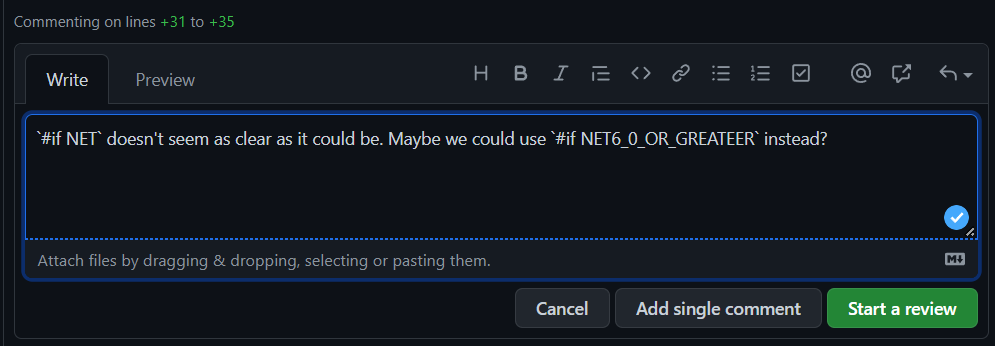 Commenting on lines +31 to +35
Write
Preview
`#if NET` doesn't seem as clear as it could be. Maybe we could use `#if NET6_0_OR_GREATEER` instead?
Attach files by dragging & dropping, selecting or pasting them.
Cancel
Add single comment
Start a review